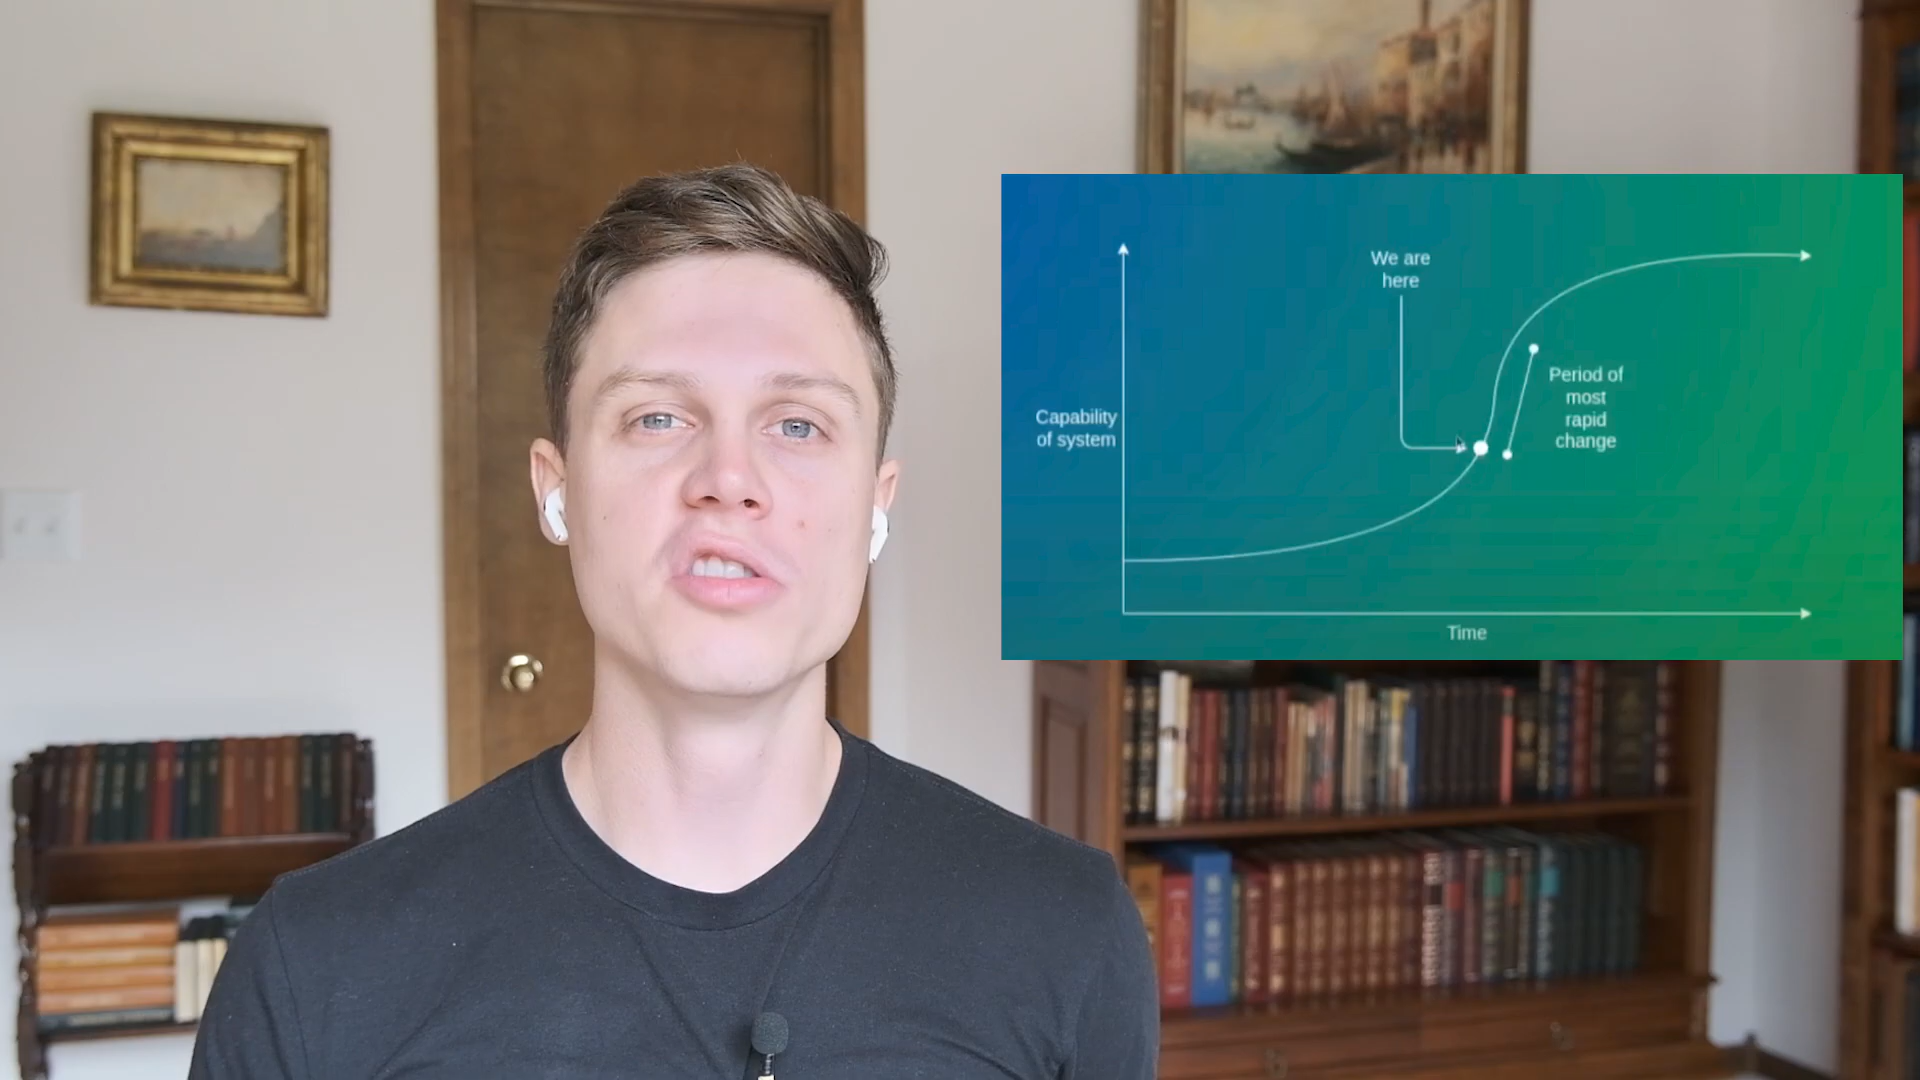 We are
here
Period of
most
rapid
change
Capability
of system
Time